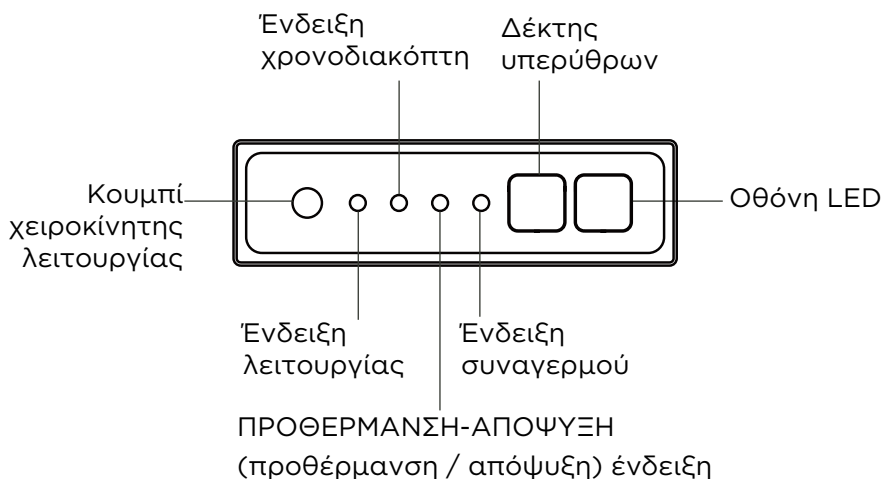 Ένδειξη
χρονοδιακόπτη
Δέκτης
υπερύθρων
Κουμπί
χειροκίνητης
λειτουργίας
Οθόνη LED
Ένδειξη
λειτουργίας
Ένδειξη
συναγερμού
ΠΡΟΘΕΡΜΑΝΣΗ-ΑΠΟΨΥΞΗ
(προθέρμανση / απόψυξη) ένδειξη